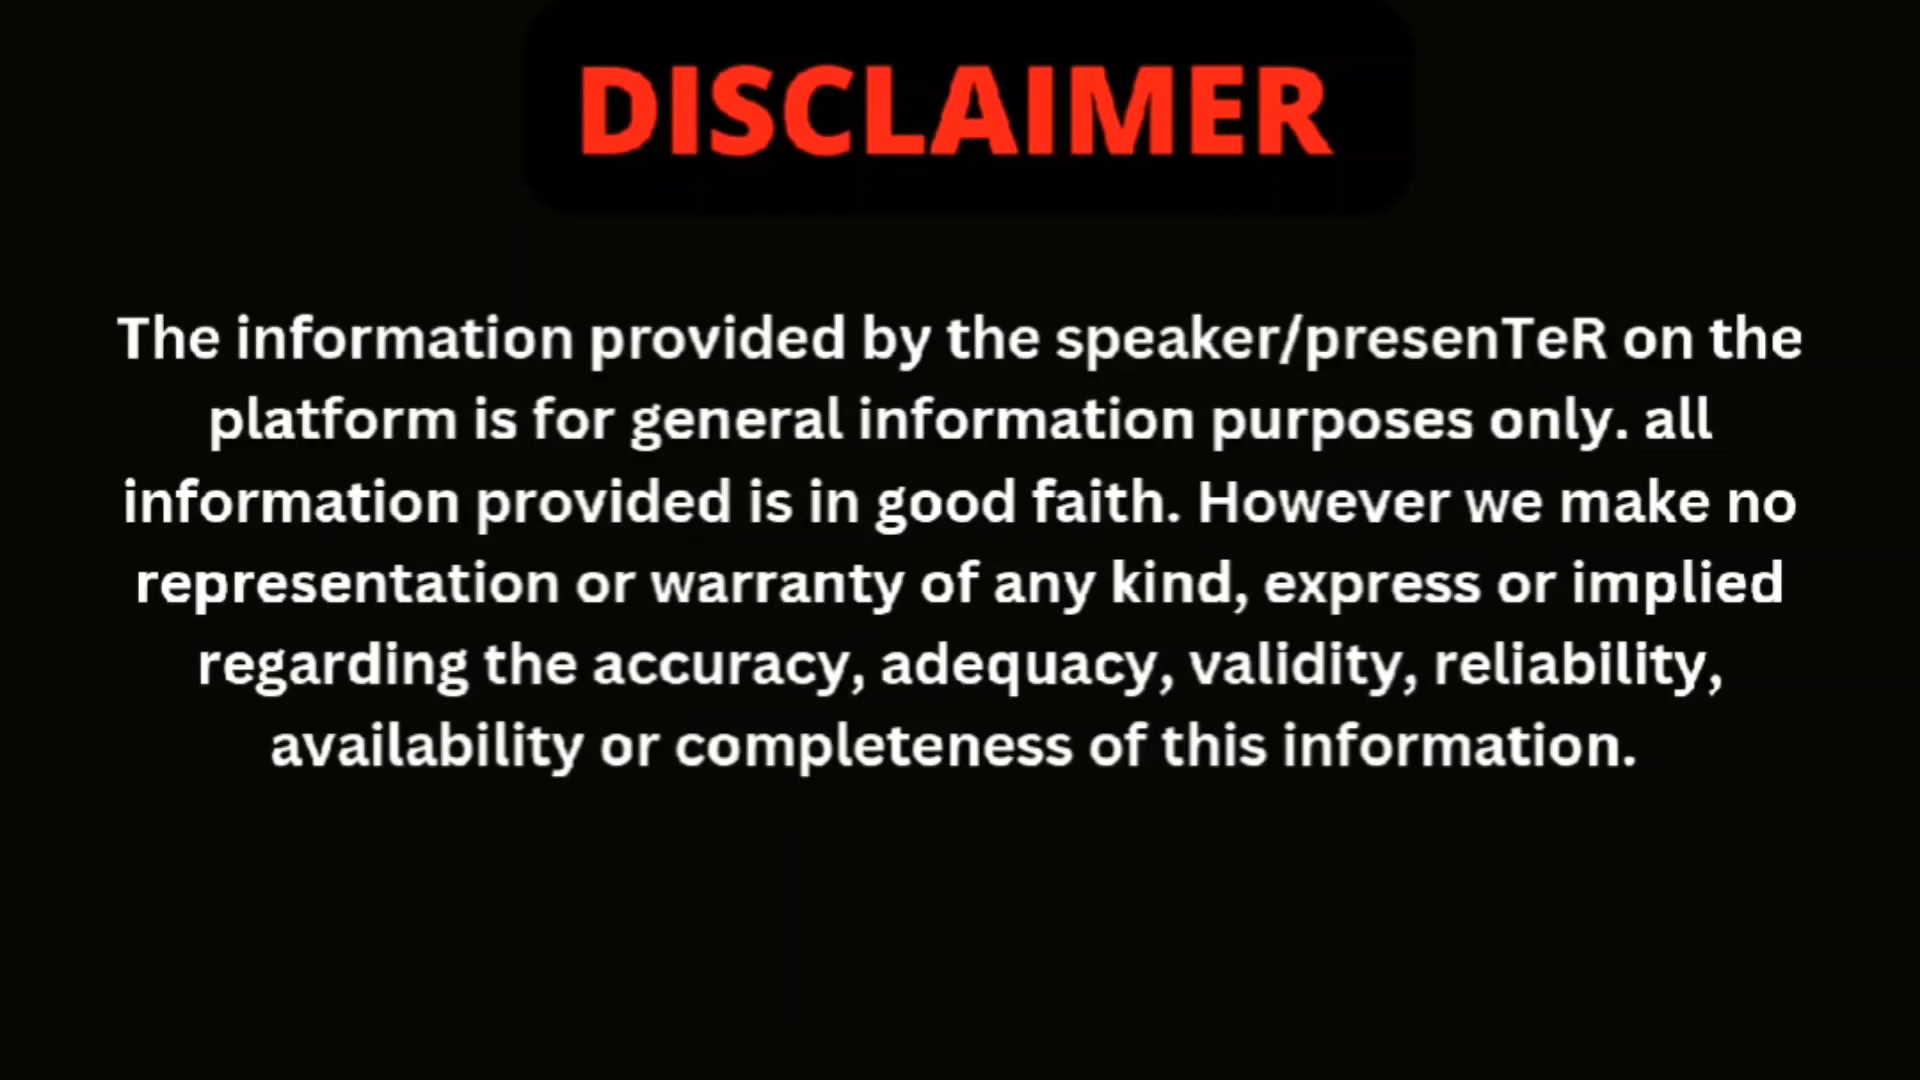 DISCLAIMER
The information provided by the speaker/presenTeR on the
platform is for general information purposes only. all
information provided is in good faith. However we make no
representation or warranty of any kind, express or implied
regarding the accuracy, adequacy, validity, reliability,
availability or completeness of this information.